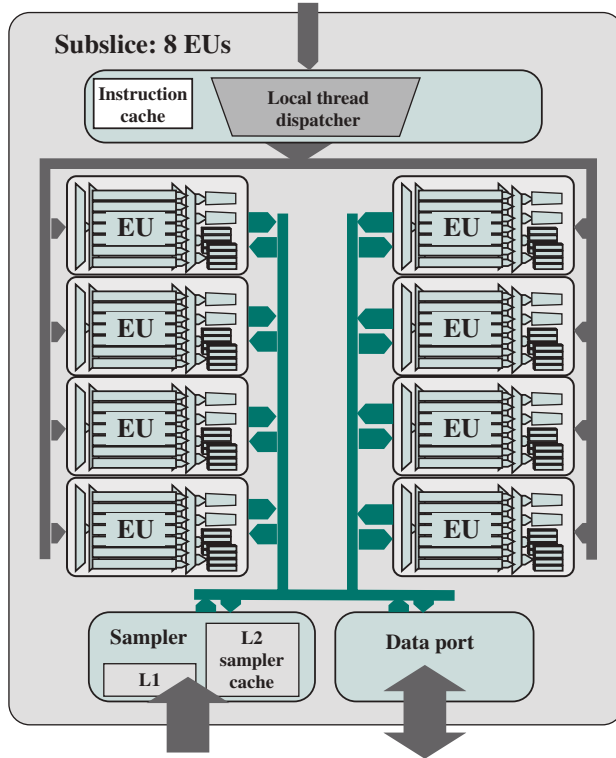 Subslice: 8 EUs
Instruction
cache
Local thread
dispatcher
EU
EU
EU
EU
EU
EU
EU
EU
Sampler
L1
L2
sampler
cache
Data port